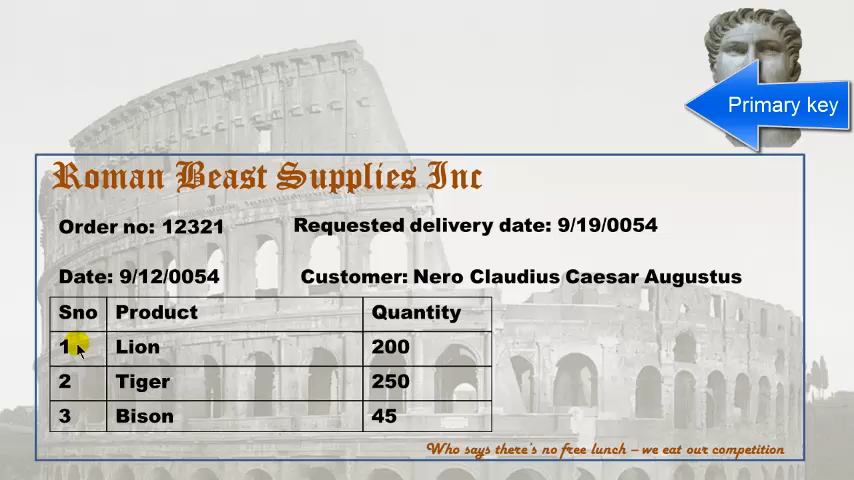 Primary key
Roman Beast Supplies Inc
Order no: 12321 Requested delivery date: 9/19/0054
Date: 9/12/0054 Customer: Nero Claudius Caesar Augustus
Sno Product Quantity
1 Lion 200
2 Tiger 250
3 Bison 45
Who says there's no free lunch – we eat our competition